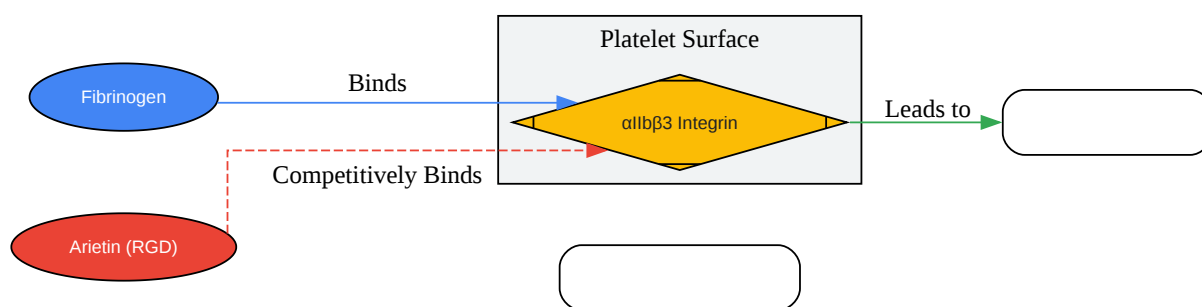 Platelet Surface
Fibrinogen
Binds
αIIbβ3 Integrin
Leads to
Competitively Binds
Arietin (RGD)